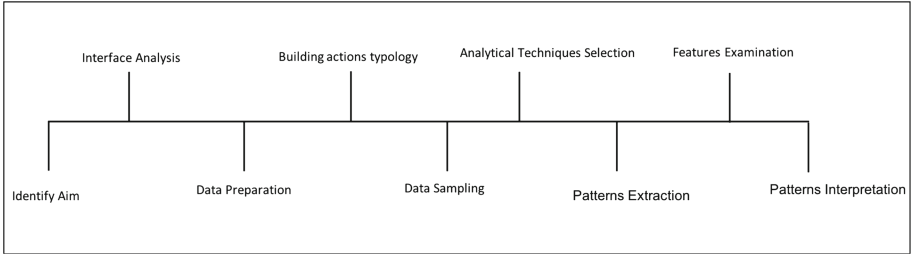 Interface Analysis
Building actions typology
Analytical Techniques Selection
Features Examination
Identify Aim
Data Preparation
Data Sampling
Patterns Extraction
Patterns Interpretation